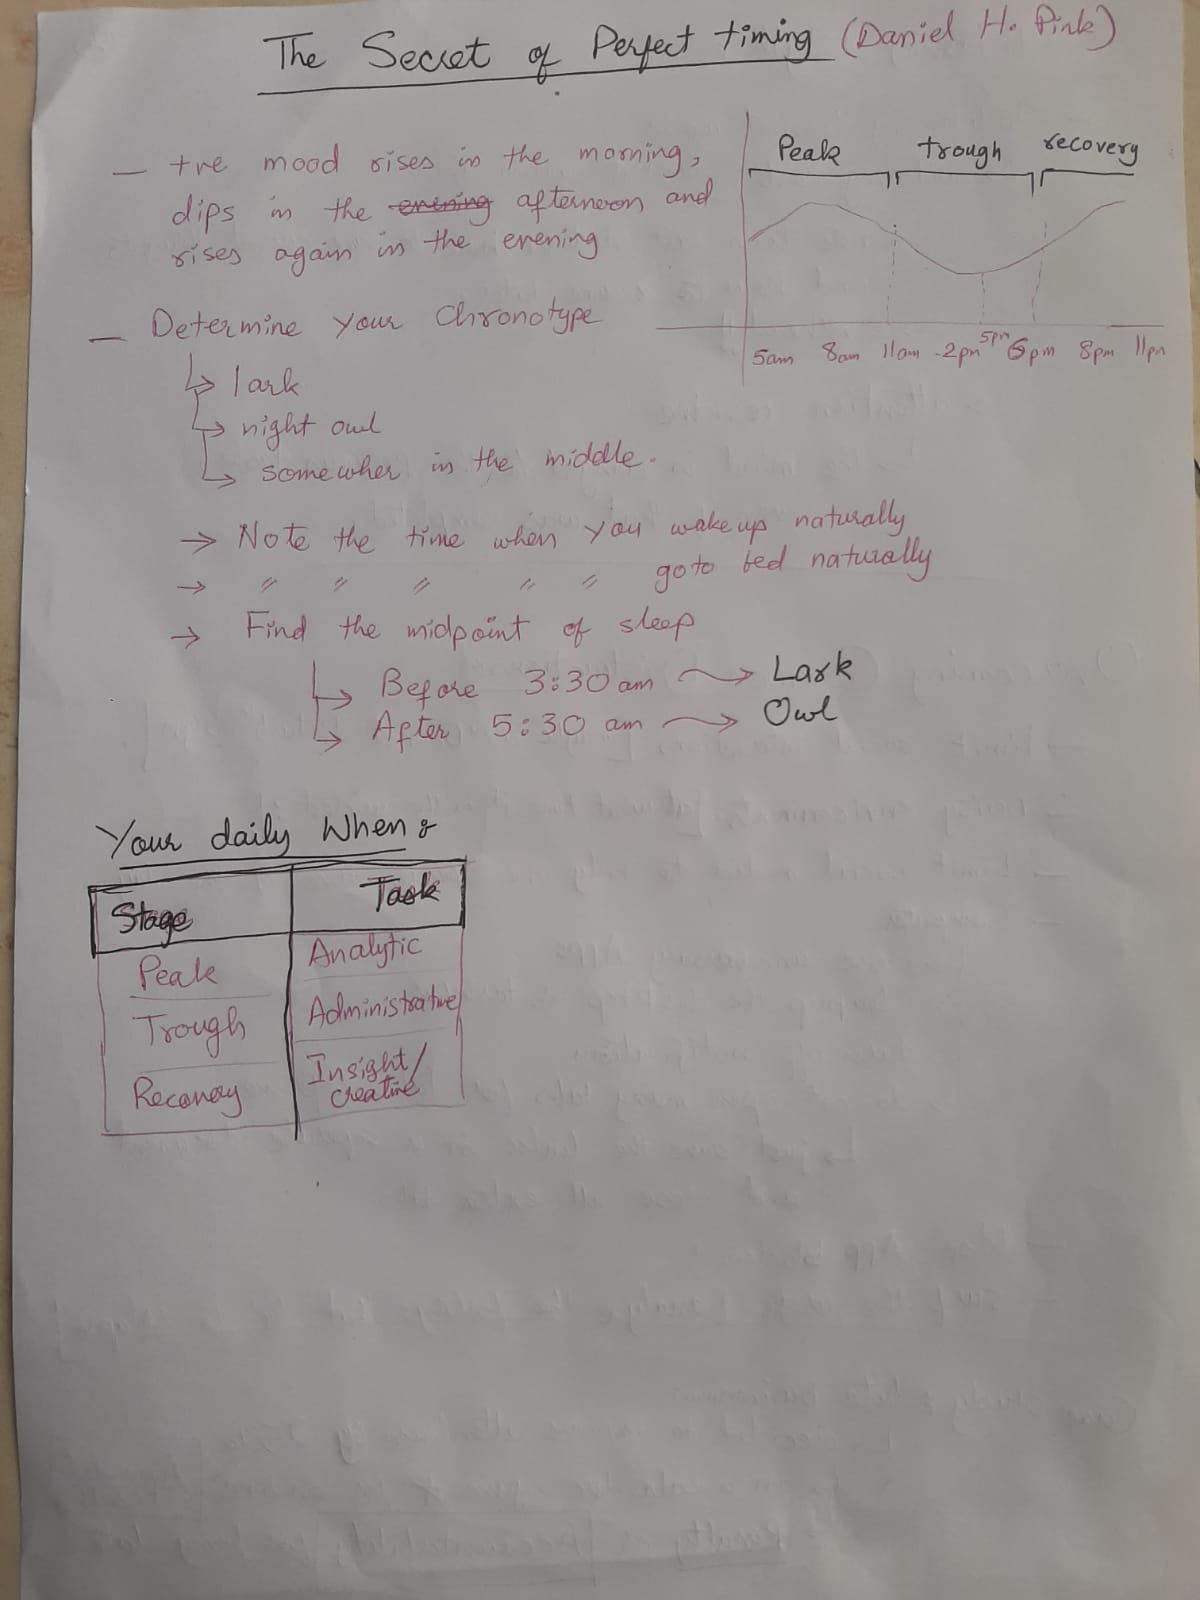 The Secret of Perfect timing (Daniel H. Pink)
– +ve mood rises in the morning,
dips in the evening afternoon and
rises again in the evening
Peak trough recovery
5am 8am 11am 2pm 5pm 6pm 8pm 11pm
– Determine your Chronotype
↳ lark
↳ night owl
↳ somewher in the middle.
→ Note the time when you wake up naturally
→ " " " " " go to bed naturally
→ Find the midpoint of sleep
↳ Before 3:30 am → Lark
↳ After 5:30 am → Owl
Your daily When :
Stage Task
Peak Analytic
Trough Administrative
Recovery Insight/
creative